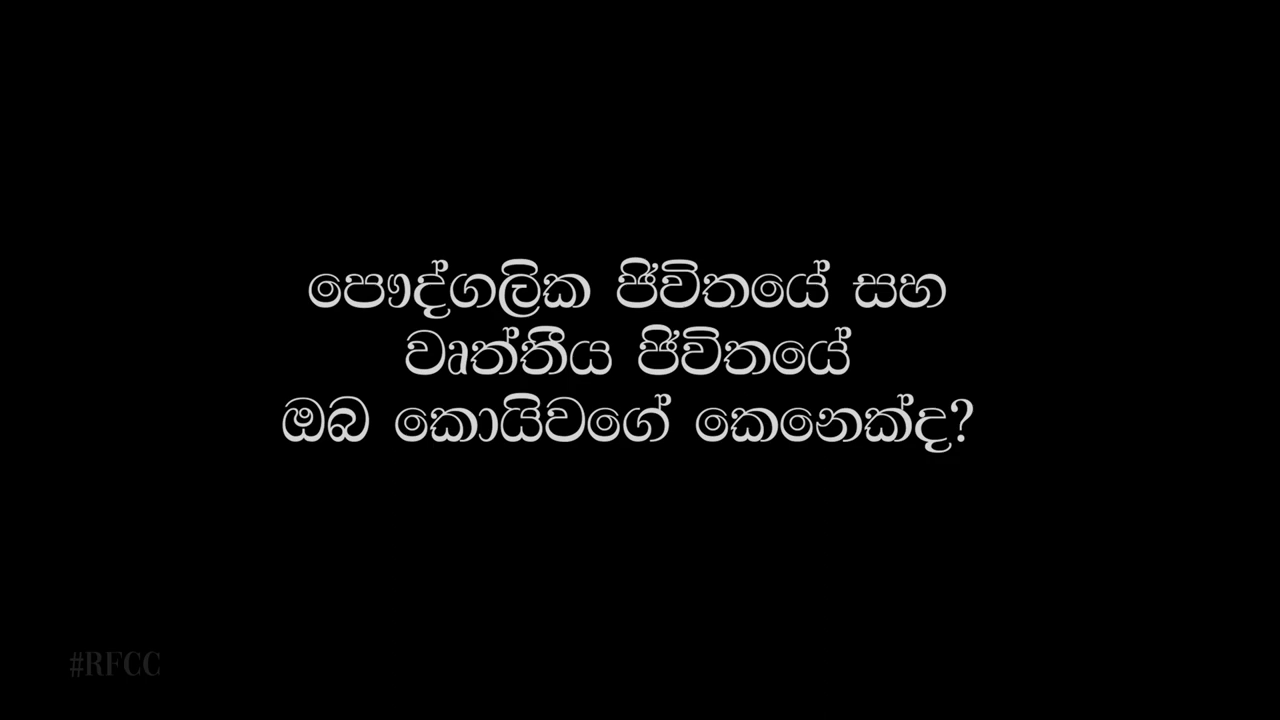 පෞද්ගලික ජීවිතයේ සහ
වෘත්තීය ජීවිතයේ
ඔබ කොයිවගේ කෙනෙක්ද?
#RFCC